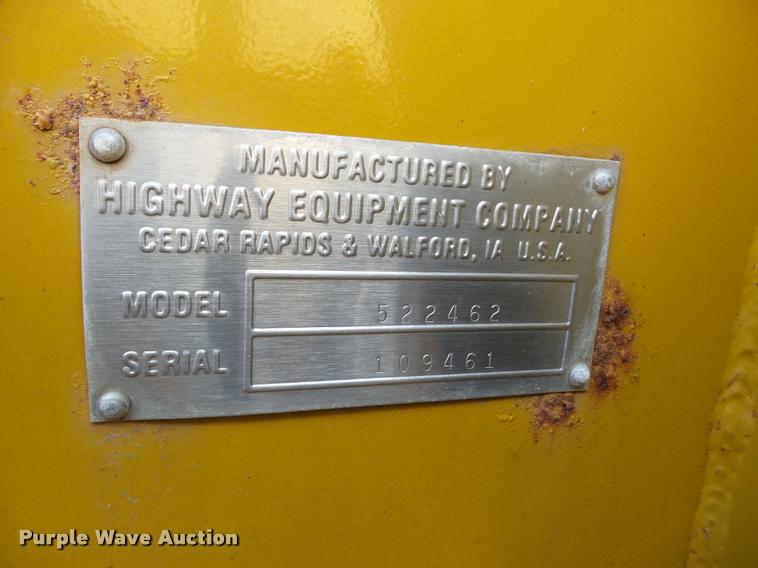 MANUFACTURED BY
HIGHWAY EQUIPMENT COMPANY
CEDAR RAPIDS & WALFORD, IA U.S.A.
MODEL 522462
SERIAL 109461
Purple Wave Auction